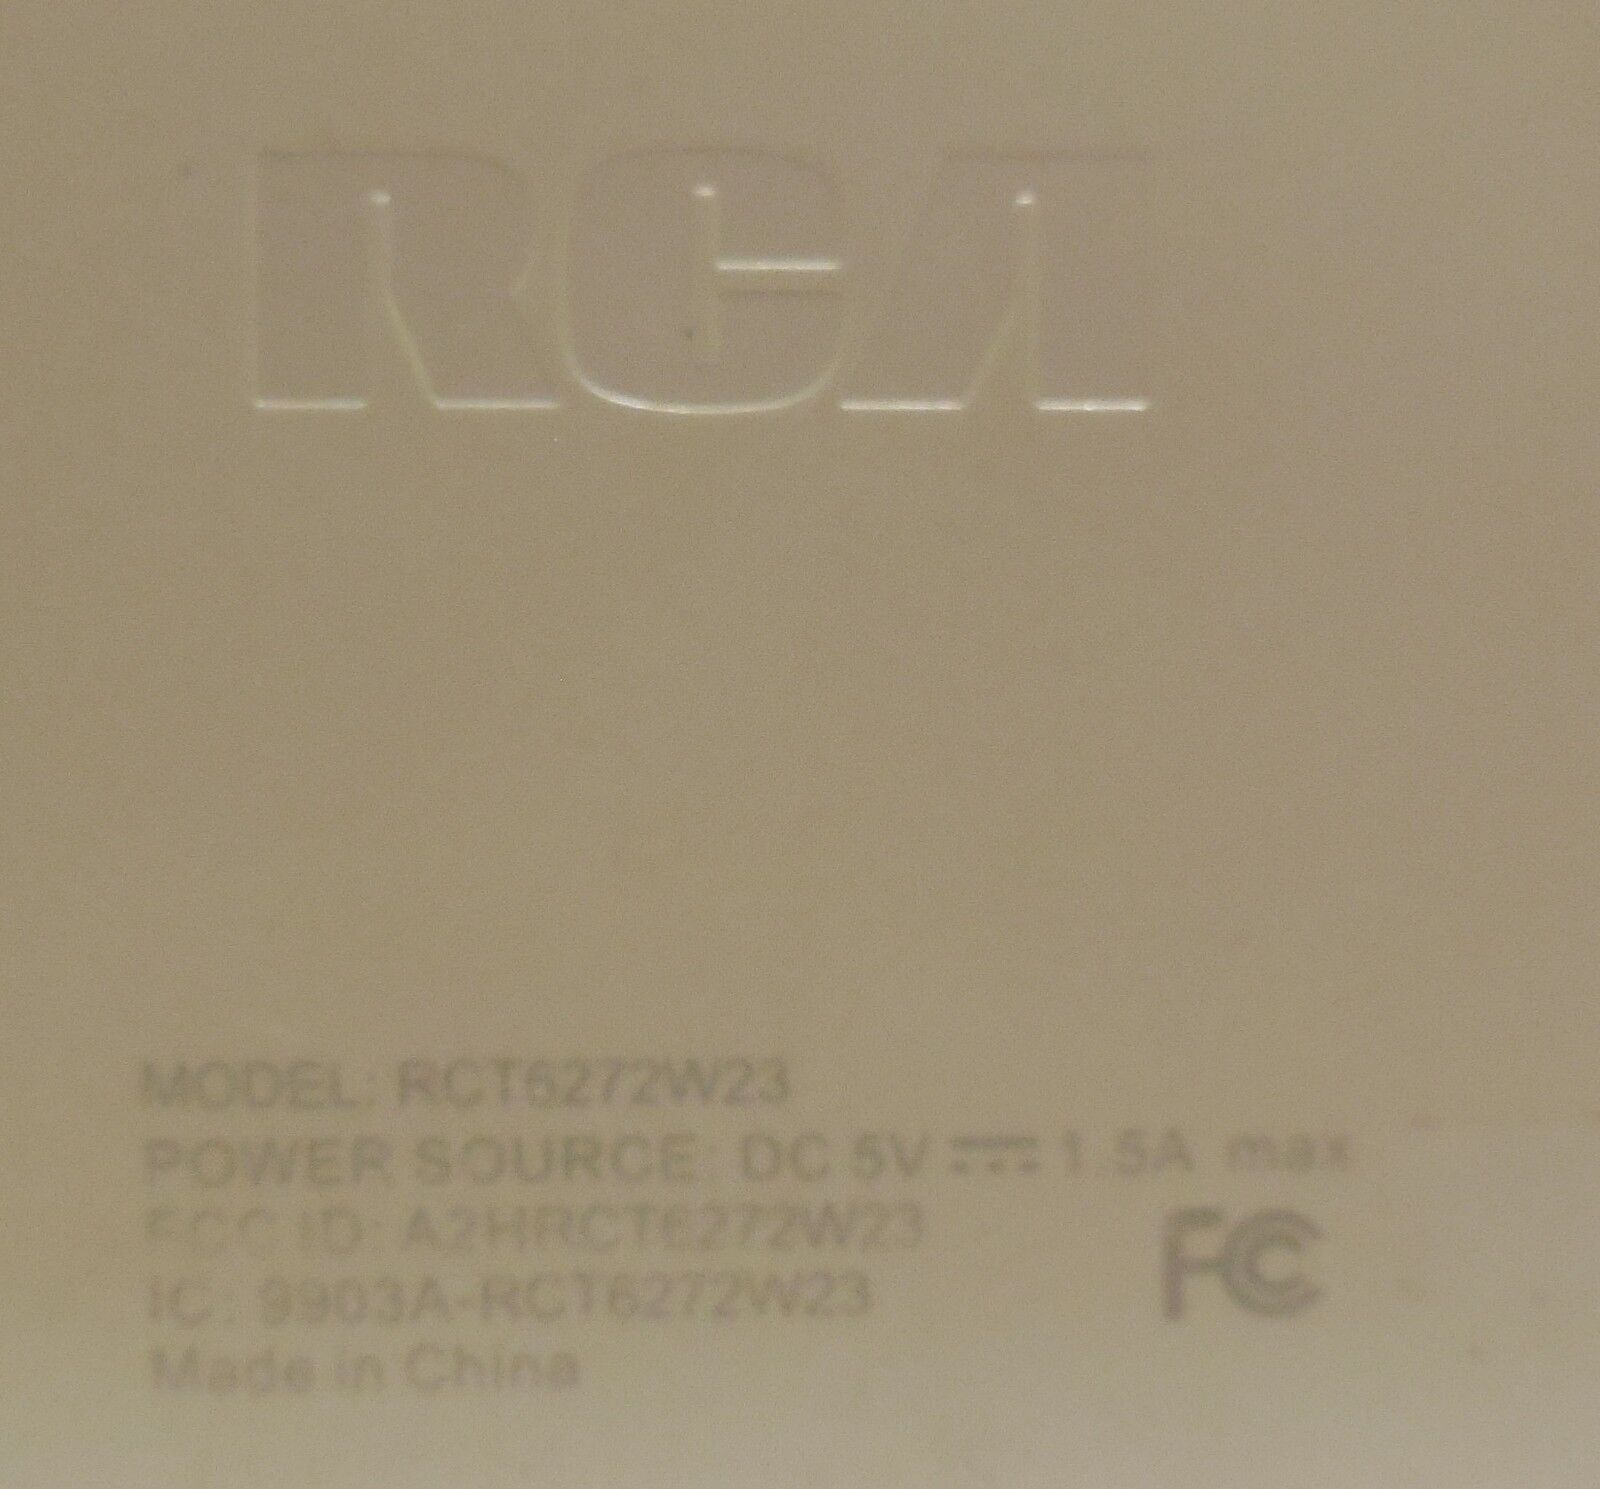 RCA
MODEL: RCT6272W23
POWER SOURCE: DC 5V ⎓ 1.5A max
FCC ID: A2HRCT6272W23
IC: 9903A-RCT6272W23
Made in China
FC